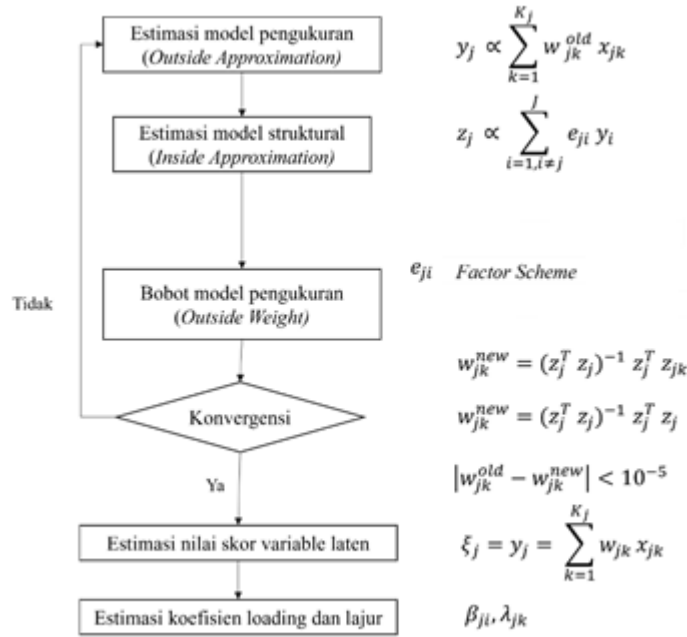 Estimasi model pengukuran
(Outside Approximation)
y_j ∝ ∑_{k=1}^{K_j} w_{jk}^{old} x_{jk}
Estimasi model struktural
(Inside Approximation)
z_j ∝ ∑_{i=1,i≠j}^{J} e_{ji} y_i
e_{ji} Factor Scheme
Tidak
Bobot model pengukuran
(Outside Weight)
w_{jk}^{new} = (z_j^T z_j)^{-1} z_j^T z_{jk}
Konvergensi
w_{jk}^{new} = (z_j^T z_j)^{-1} z_j^T z_j
Ya
|w_{jk}^{old} − w_{jk}^{new}| < 10^{-5}
Estimasi nilai skor variable laten
ξ_j = y_j = ∑_{k=1}^{K_j} w_{jk} x_{jk}
Estimasi koefisien loading dan lajur
β_{ji}, λ_{jk}